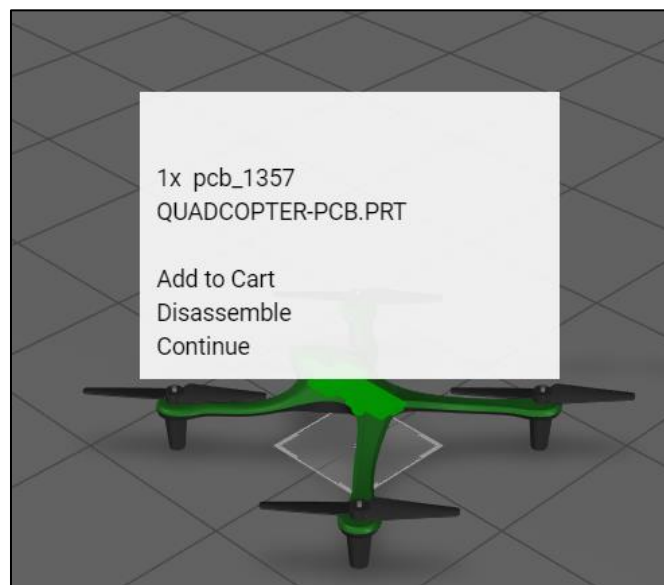 1x  pcb_1357
QUADCOPTER-PCB.PRT
Add to Cart
Disassemble
Continue